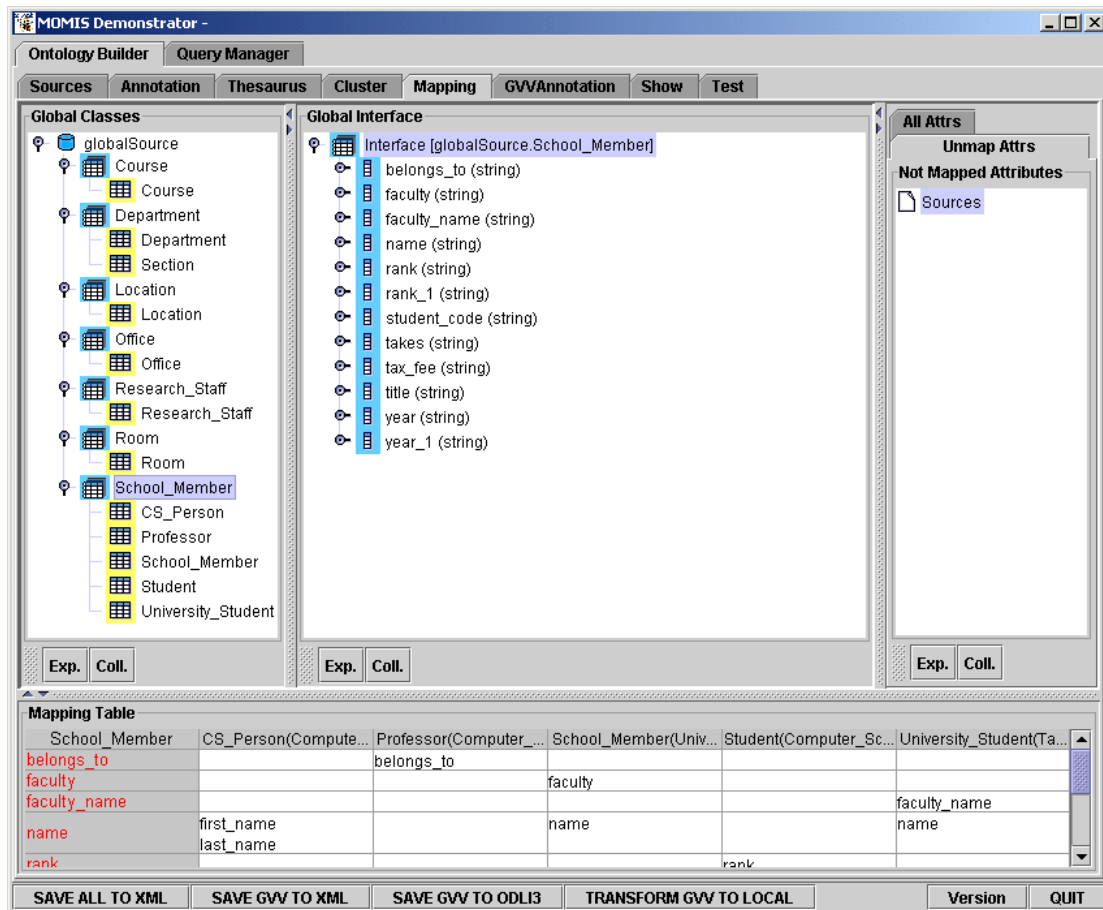 MOMIS Demonstrator -
Ontology Builder Query Manager
Sources Annotation Thesaurus Cluster Mapping GVVAnnotation Show Test
Global Classes
globalSource
Course
Course
Department
Department
Section
Location
Location
Office
Office
Research_Staff
Research_Staff
Room
Room
School_Member
CS_Person
Professor
School_Member
Student
University_Student
Exp. Coll.
Global Interface
Interface [globalSource.School_Member]
belongs_to (string)
faculty (string)
faculty_name (string)
name (string)
rank (string)
rank_1 (string)
student_code (string)
takes (string)
tax_fee (string)
title (string)
year (string)
year_1 (string)
Exp. Coll.
All Attrs
Unmap Attrs
Not Mapped Attributes
Sources
Exp. Coll.
Mapping Table
School_Member CS_Person(Compute... Professor(Computer_... School_Member(Univ... Student(Computer_Sc... University_Student(Ta...
belongs_to belongs_to
faculty faculty
faculty_name faculty_name
name first_name name name
last_name
rank rank
SAVE ALL TO XML SAVE GVV TO XML SAVE GVV TO ODLI3 TRANSFORM GVV TO LOCAL Version QUIT